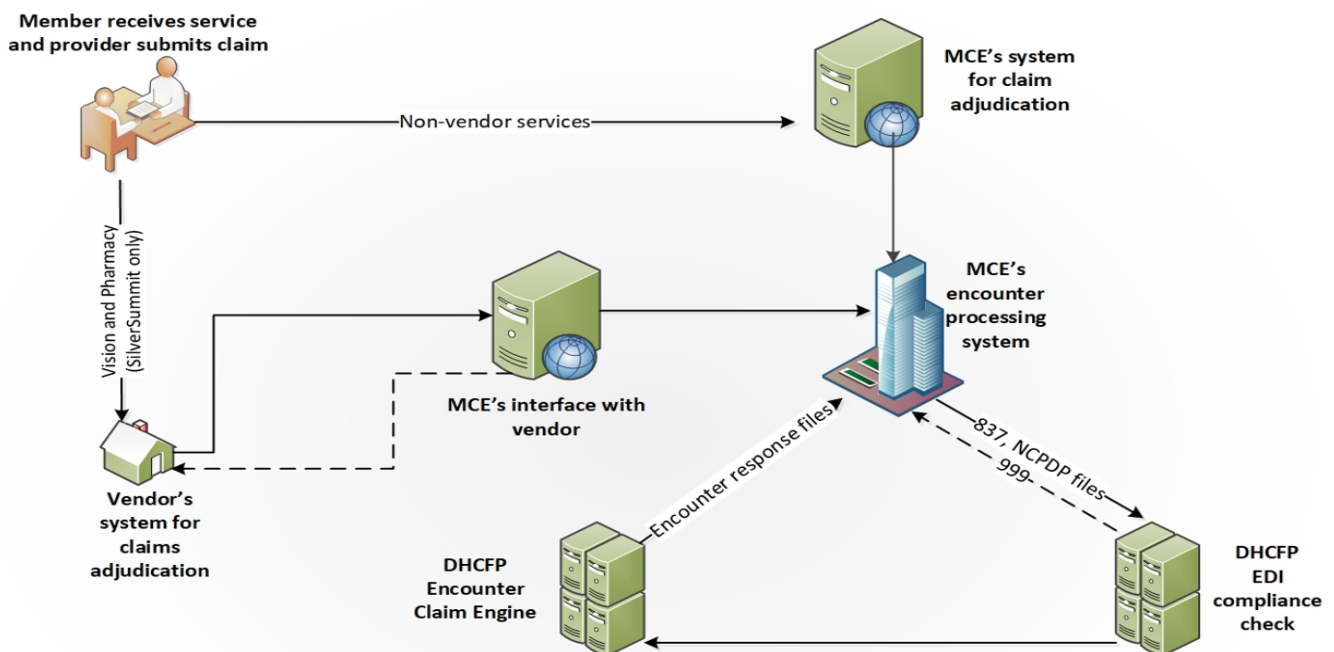 Member receives service
and provider submits claim
Non-vendor services
MCE’s system
for claim
adjudication
Vision and Pharmacy
(SilverSummit only)
MCE’s interface with
vendor
MCE’s
encounter
processing
system
Vendor’s
system for
claims
adjudication
Encounter response files
837, NCPDP files
999
DHCFP
Encounter
Claim Engine
DHCFP
EDI
compliance
check